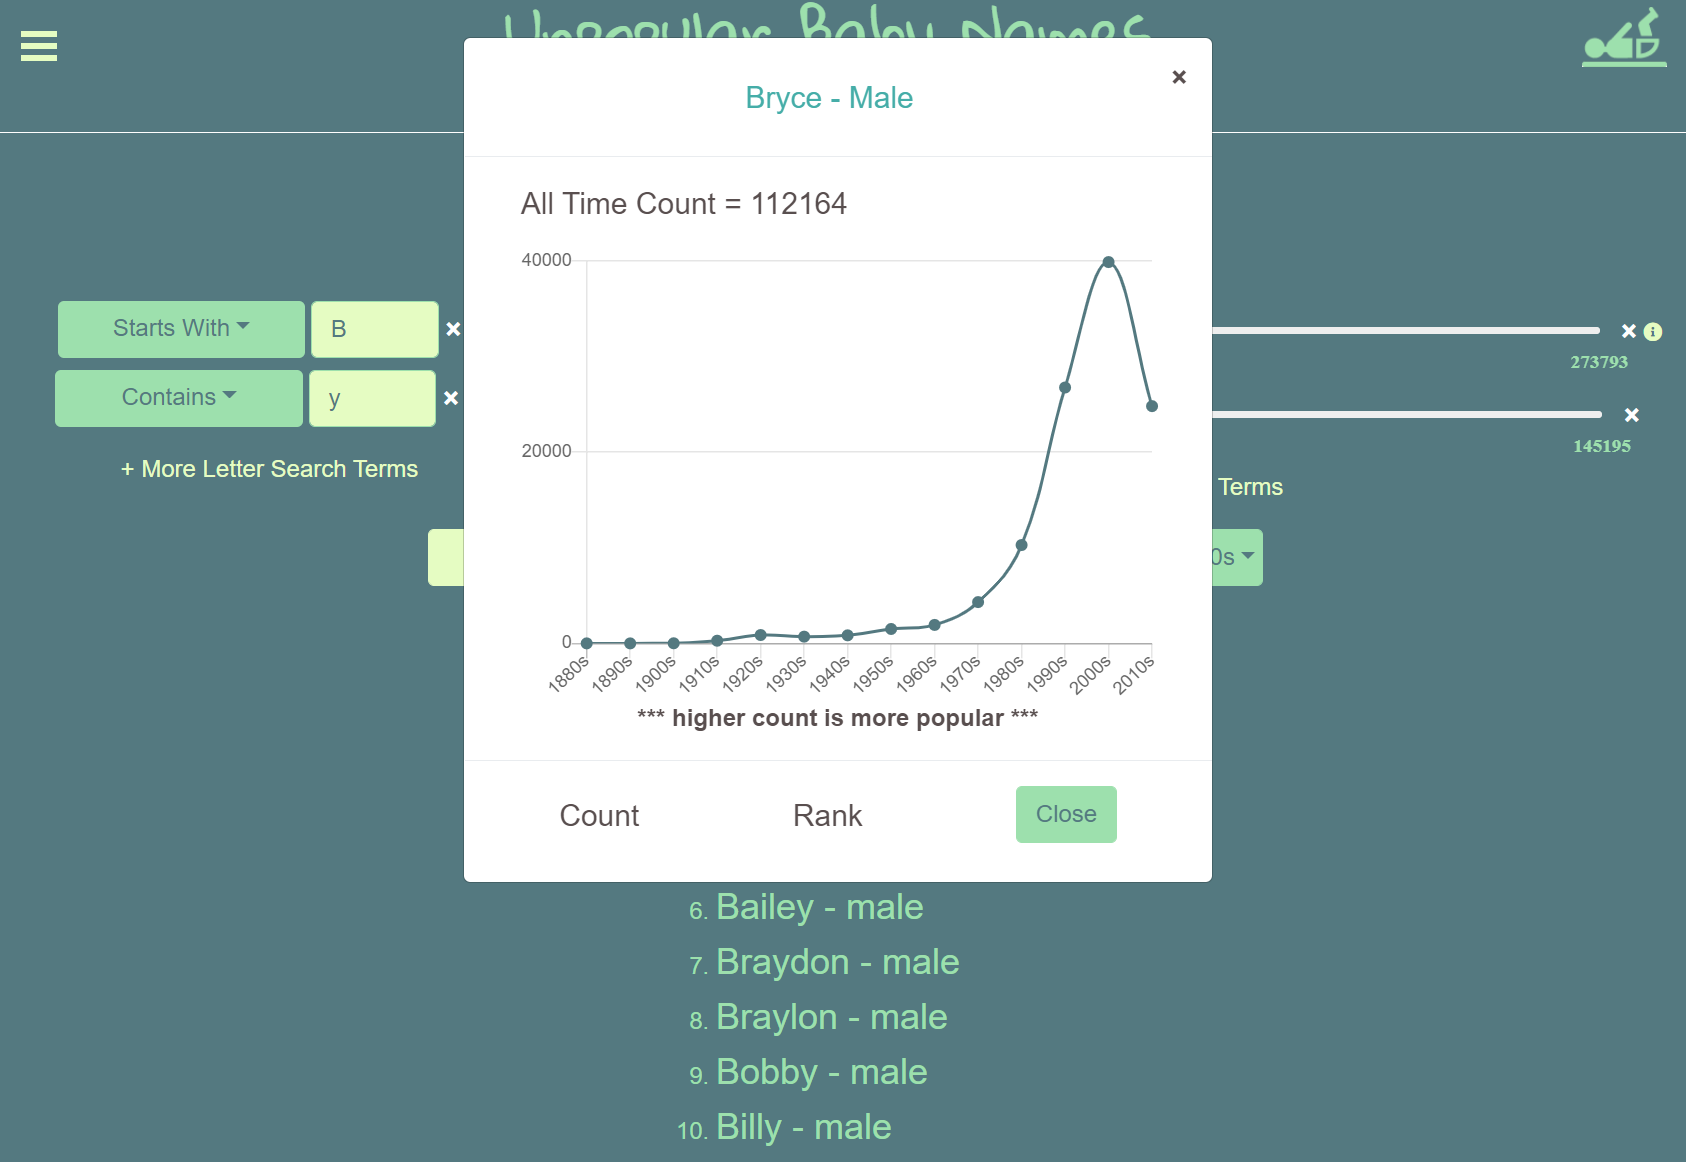 Baby Names
Bryce - Male
All Time Count = 112164
40000
20000
0
1880s 1890s 1900s 1910s 1920s 1930s 1940s 1950s 1960s 1970s 1980s 1990s 2000s 2010s
*** higher count is more popular ***
Count Rank Close
Starts With B
Contains y
+ More Letter Search Terms
273793
145195
Terms
0s
6. Bailey - male
7. Braydon - male
8. Braylon - male
9. Bobby - male
10. Billy - male